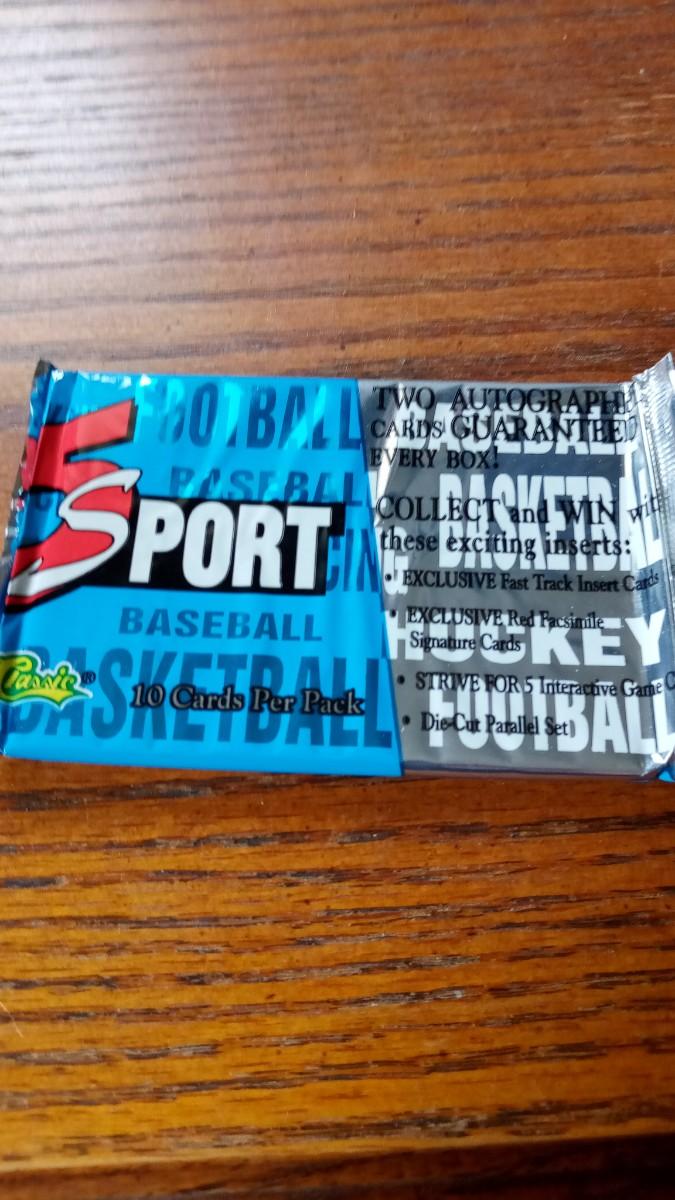 FOOTBALL
BASEBALL
5
SPORT
BASEBALL
BASKETBALL
Classic®
10 Cards Per Pack
TWO AUTOGRAPH
CARDS GUARANTEED
EVERY BOX!
COLLECT and WIN with
these exciting inserts:
• EXCLUSIVE Fast Track Insert Cards
• EXCLUSIVE Red Facsimile
Signature Cards
• STRIVE FOR 5 Interactive Game C
• Die-Cut Parallel Set
BASEBALL
BASKETBALL
HOCKEY
FOOTBALL